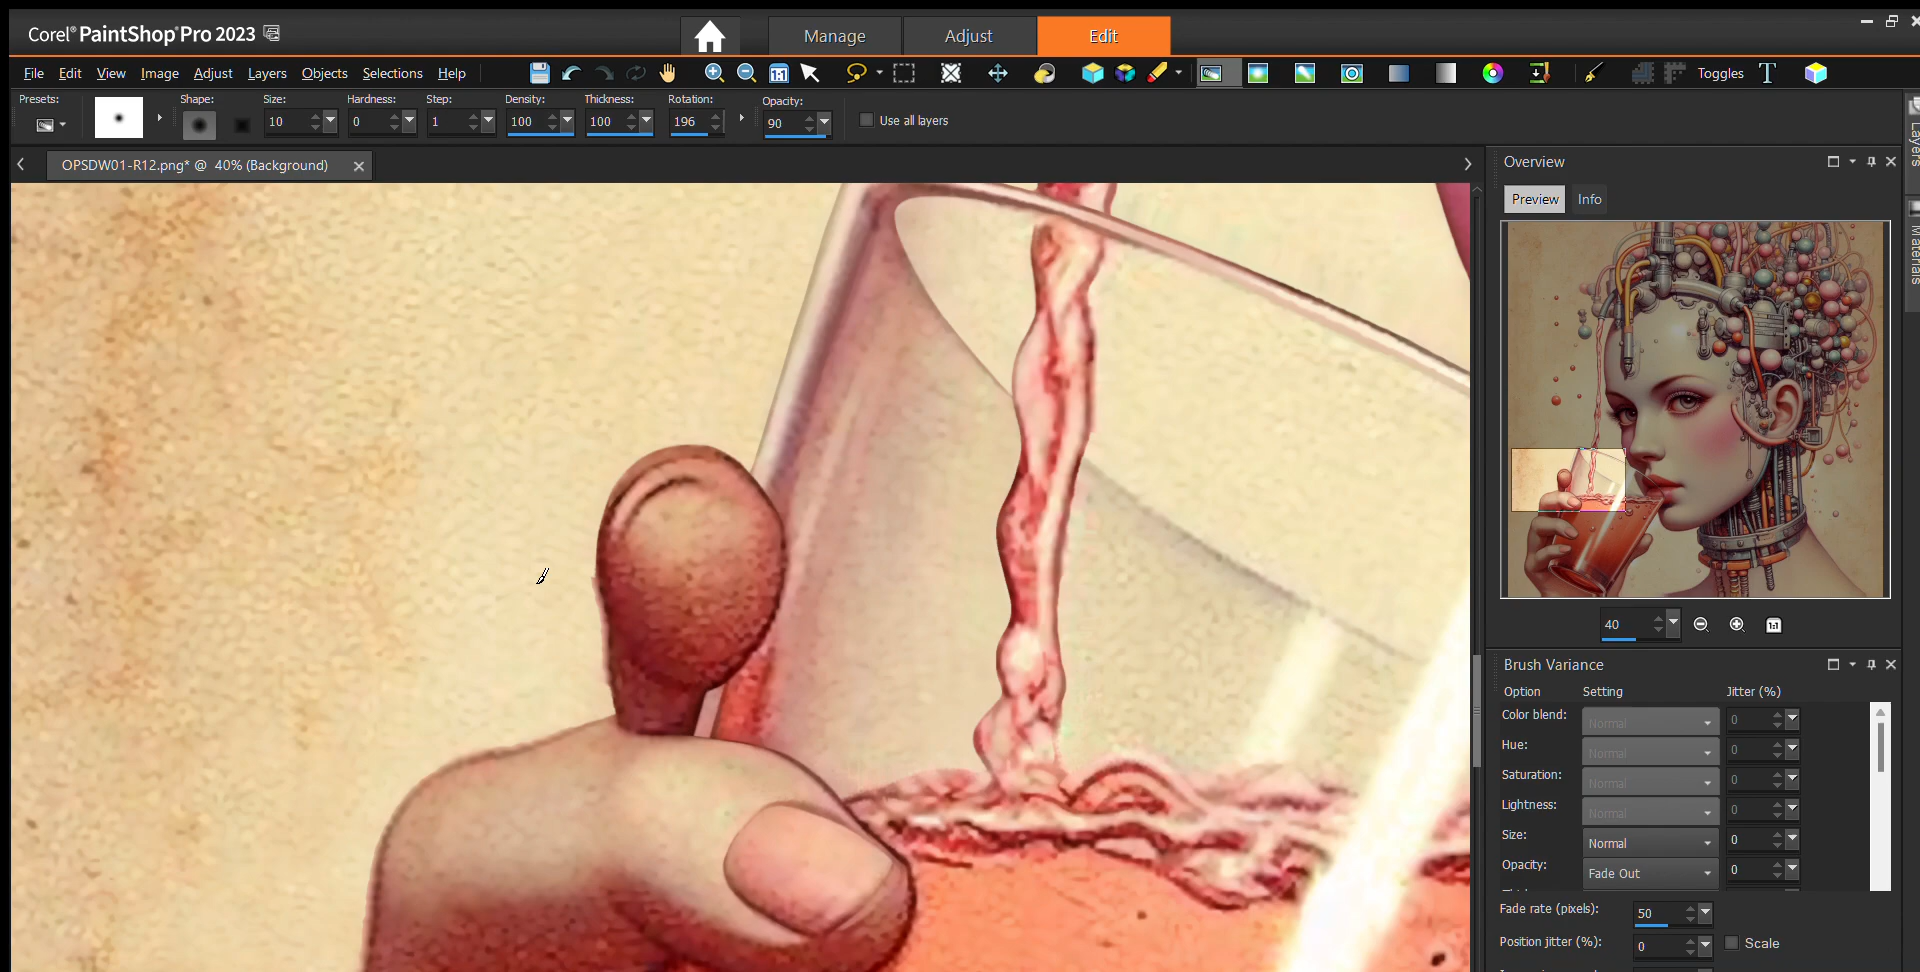 Corel® PaintShop® Pro 2023
Manage
Adjust
Edit
File Edit View Image Adjust Layers Objects Selections Help
1:1
Toggles
T
Presets:
Shape:
Size:
10
Hardness:
0
Step:
1
Density:
100
Thickness:
100
Rotation:
196
Opacity:
90
Use all layers
OPSDW01-R12.png* @ 40% (Background)
Overview
Preview
Info
40
1:1
Layers
Materials
Brush Variance
Option Setting Jitter (%)
Color blend: Normal 0
Hue: Normal 0
Saturation: Normal 0
Lightness: Normal 0
Size: Normal 0
Opacity: Fade Out 0
Fade rate (pixels): 50
Position jitter (%): 0 Scale